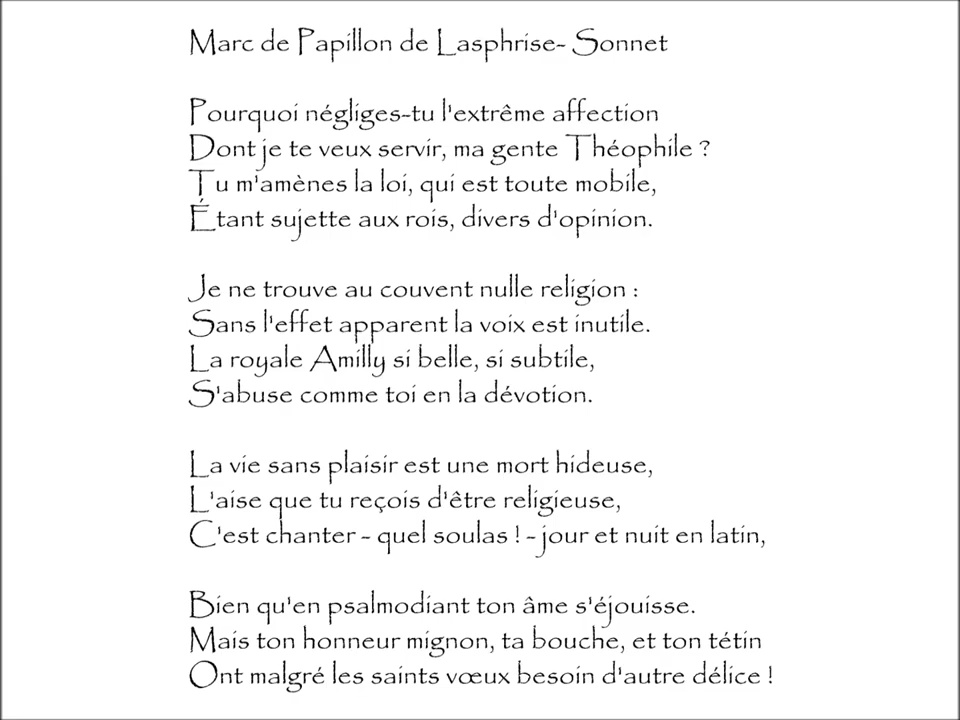 Marc de Papillon de Lasphrise- Sonnet
Pourquoi négliges-tu l'extrême affection
Dont je te veux servir, ma gente Théophile ?
Tu m'amènes la loi, qui est toute mobile,
Étant sujette aux rois, divers d'opinion.
Je ne trouve au couvent nulle religion :
Sans l'effet apparent la voix est inutile.
La royale Amilly si belle, si subtile,
S'abuse comme toi en la dévotion.
La vie sans plaisir est une mort hideuse,
L'aise que tu reçois d'être religieuse,
C'est chanter - quel soulas ! - jour et nuit en latin,
Bien qu'en psalmodiant ton âme s'éjouisse.
Mais ton honneur mignon, ta bouche, et ton tétin
Ont malgré les saints vœux besoin d'autre délice !